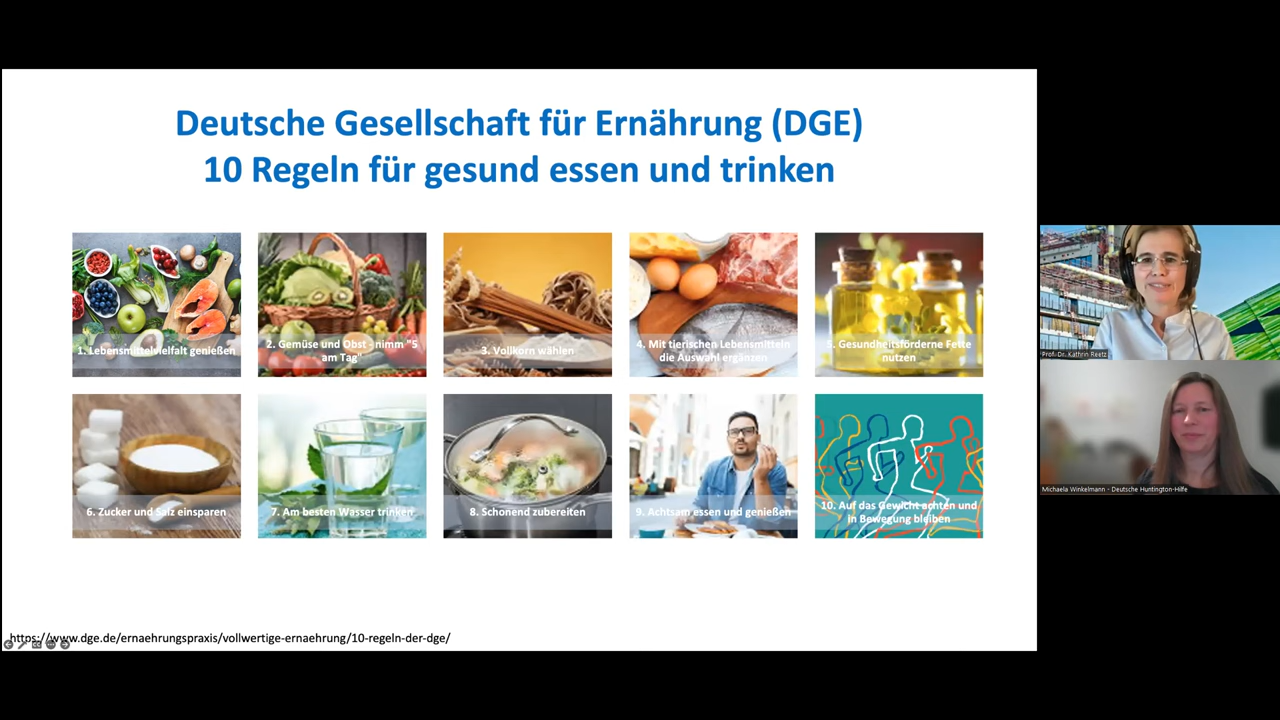 Deutsche Gesellschaft für Ernährung (DGE)
10 Regeln für gesund essen und trinken
1. Lebensmittelvielfalt genießen
2. Gemüse und Obst - nimm "5
am Tag"
3. Vollkorn wählen
4. Mit tierischen Lebensmitteln
die Auswahl ergänzen
5. Gesundheitsförderne Fette
nutzen
6. Zucker und Salz einsparen
7. Am besten Wasser trinken
8. Schonend zubereiten
9. Achtsam essen und genießen
10. Auf das Gewicht achten und
in Bewegung bleiben
https://www.dge.de/ernaehrungspraxis/vollwertige-ernaehrung/10-regeln-der-dge/
Prof. Dr. Kathrin Reetz
Michaela Winkelmann - Deutsche Huntington-Hilfe